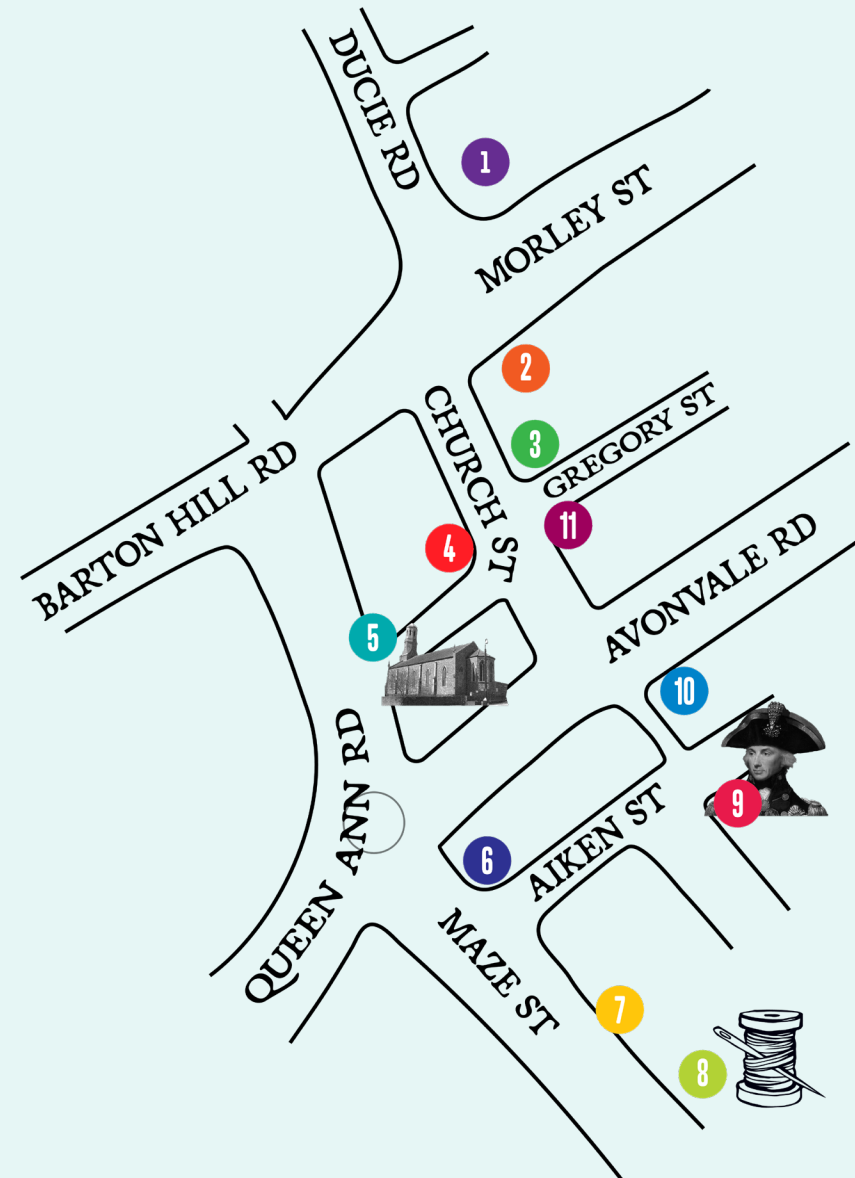 DUCIE RD
1
MORLEY ST
2
CHURCH ST
3
GREGORY ST
BARTON HILL RD
4
11
AVONVALE RD
5
10
QUEEN ANN RD
9
6
AIKEN ST
MAZE ST
7
8